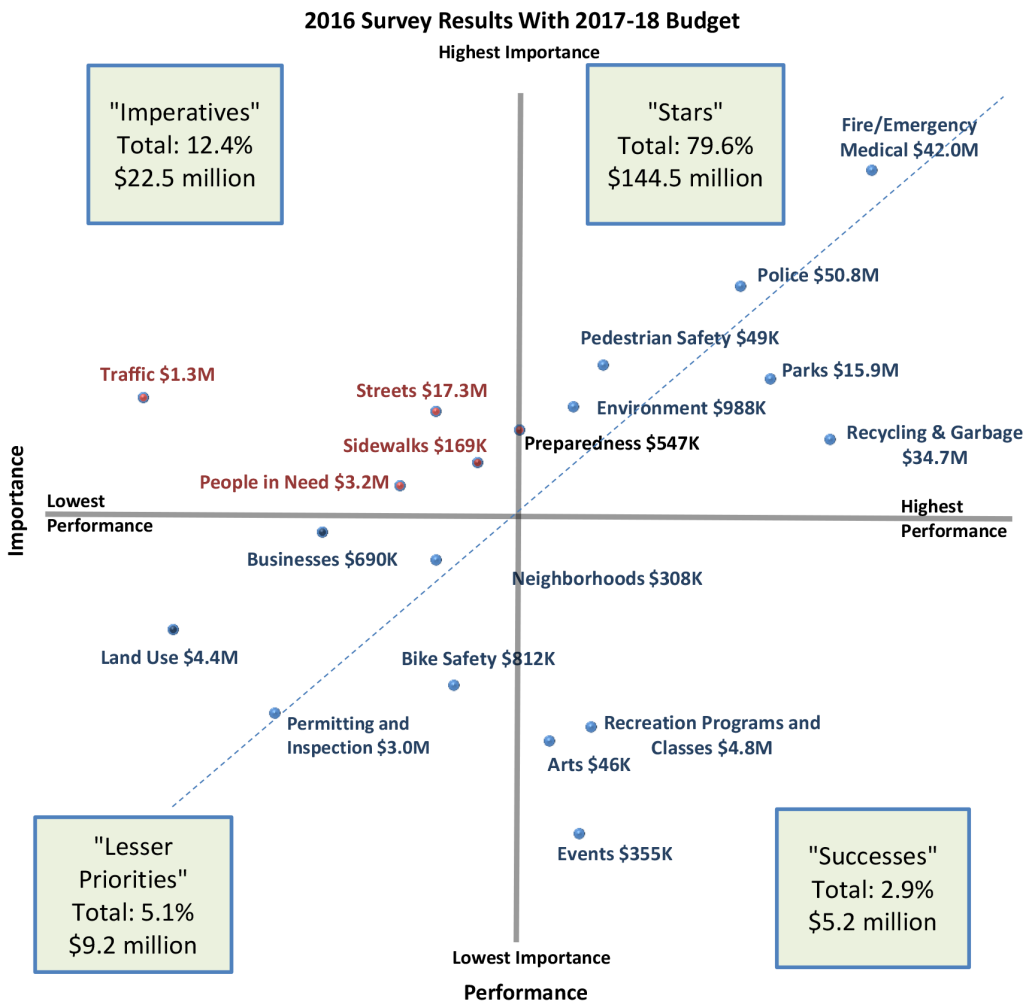 2016 Survey Results With 2017-18 Budget
Highest Importance
"Imperatives"
Total: 12.4%
$22.5 million
"Stars"
Total: 79.6%
$144.5 million
Fire/Emergency
Medical $42.0M
Police $50.8M
Pedestrian Safety $49K
Parks $15.9M
Traffic $1.3M
Streets $17.3M
Environment $988K
Sidewalks $169K
Preparedness $547K
Recycling & Garbage
$34.7M
People in Need $3.2M
Importance
Lowest
Performance
Highest
Performance
Businesses $690K
Neighborhoods $308K
Land Use $4.4M
Bike Safety $812K
Permitting and
Inspection $3.0M
Recreation Programs and
Classes $4.8M
Arts $46K
Events $355K
"Lesser
Priorities"
Total: 5.1%
$9.2 million
"Successes"
Total: 2.9%
$5.2 million
Lowest Importance
Performance